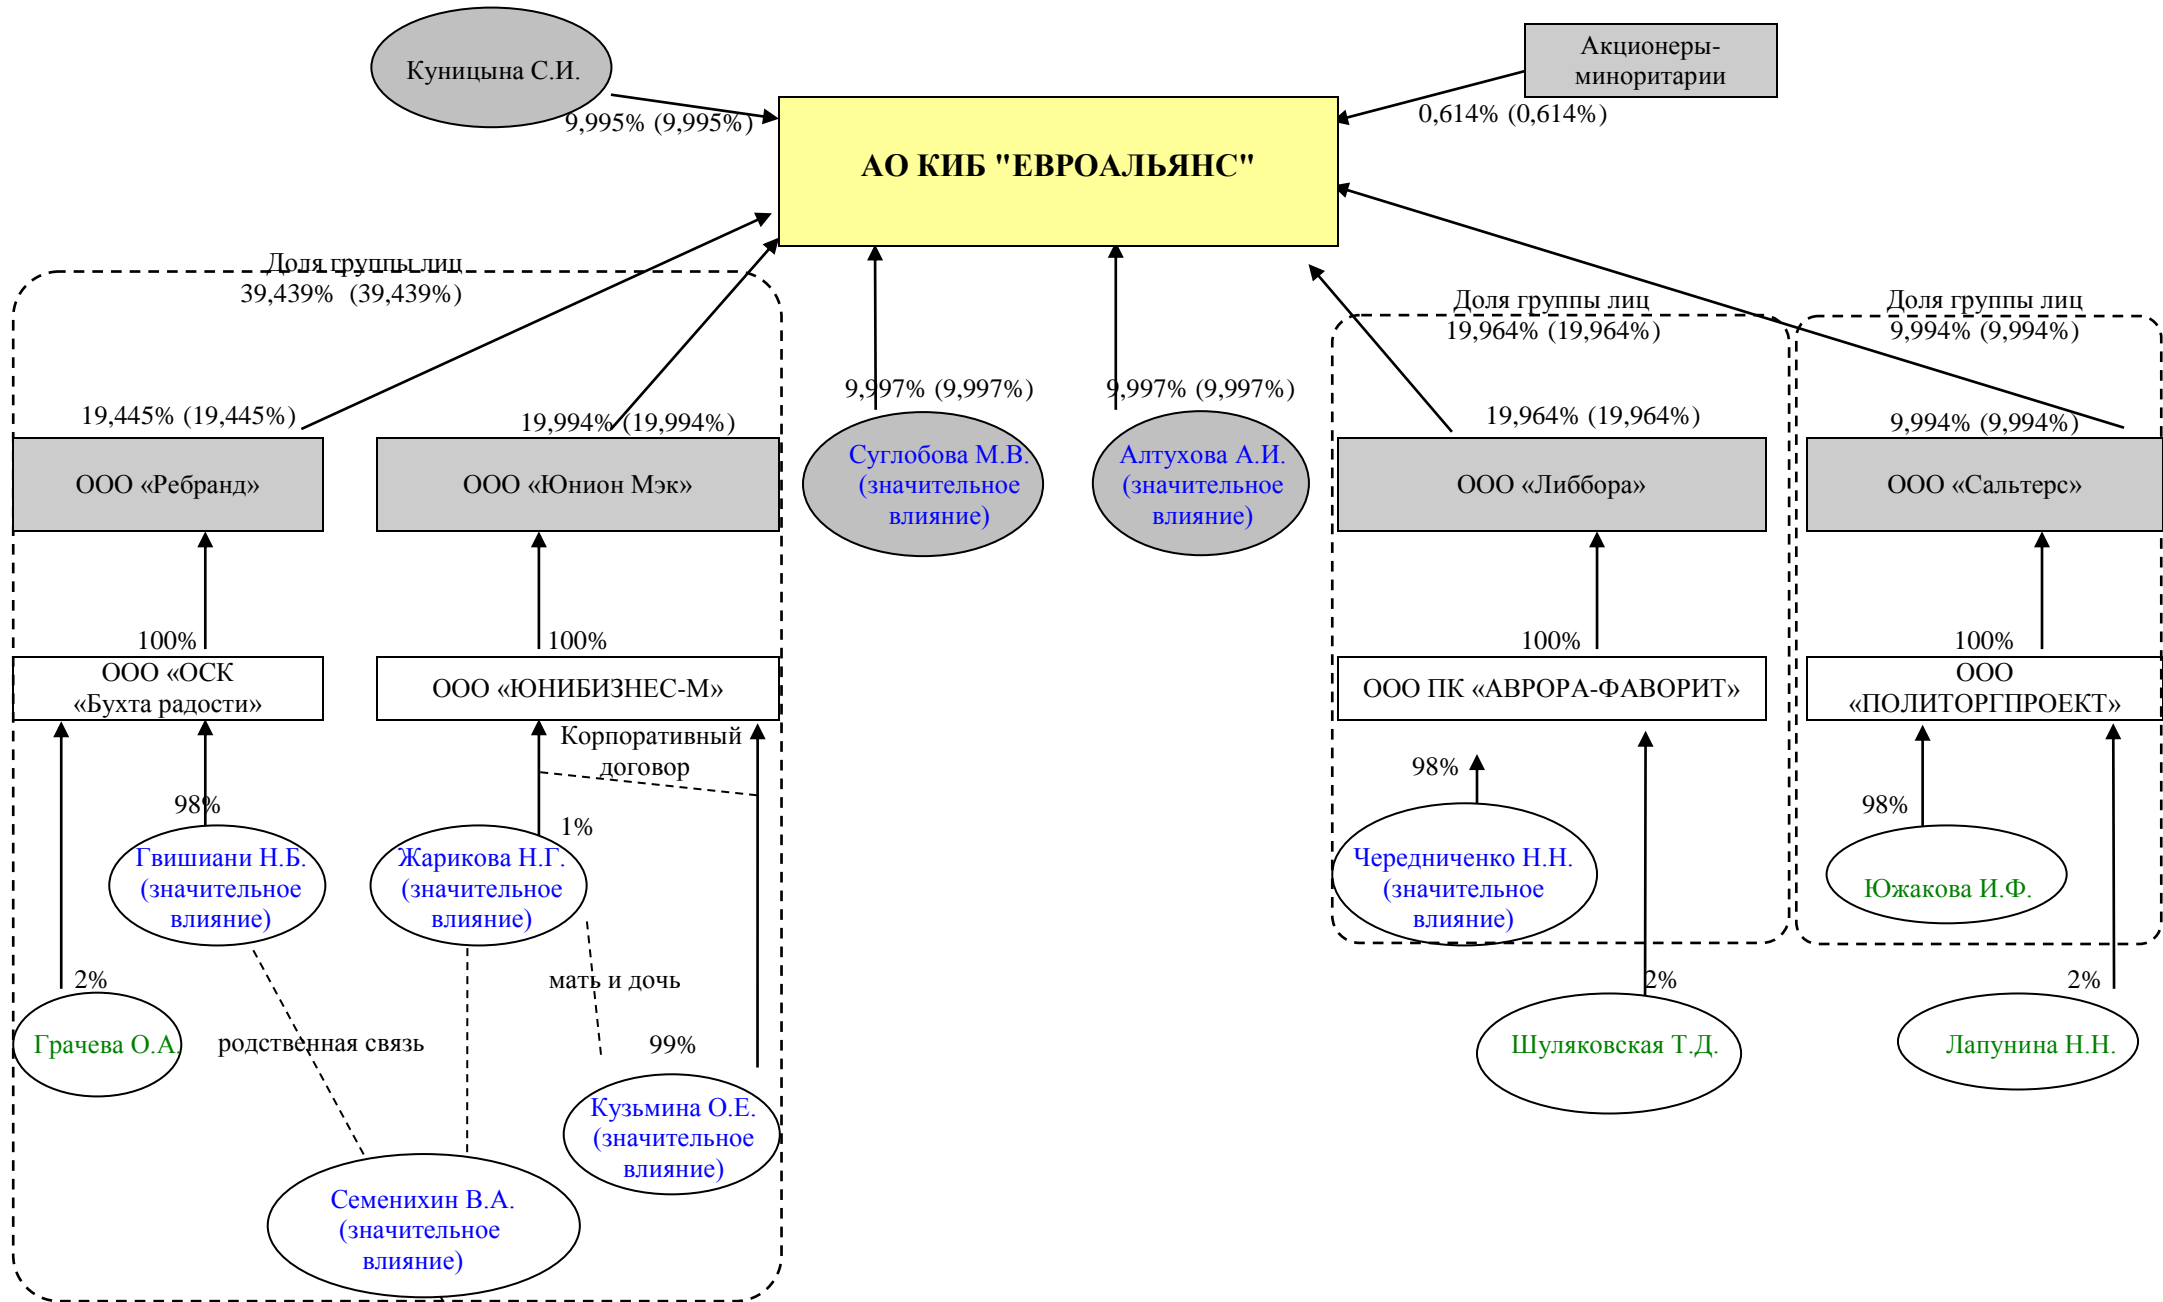 Куницына С.И.
Акционеры-
миноритарии
9,995% (9,995%)
0,614% (0,614%)
АО КИБ "ЕВРОАЛЬЯНС"
Доля группы лиц
39,439%  (39,439%)
Доля группы лиц
19,964% (19,964%)
Доля группы лиц
9,994% (9,994%)
19,445% (19,445%)
19,994% (19,994%)
9,997% (9,997%)
9,997% (9,997%)
19,964% (19,964%)
9,994% (9,994%)
ООО «Ребранд»
ООО «Юнион Мэк»
Суглобова М.В.
(значительное
влияние)
Алтухова А.И.
(значительное
влияние)
ООО «Либбора»
ООО «Сальтерс»
100%
100%
100%
100%
ООО «ОСК
«Бухта радости»
ООО «ЮНИБИЗНЕС-М»
ООО ПК «АВРОРА-ФАВОРИТ»
ООО
«ПОЛИТОРГПРОЕКТ»
Корпоративный
договор
98%
1%
98%
98%
Гвишиани Н.Б.
(значительное
влияние)
Жарикова Н.Г.
(значительное
влияние)
Чередниченко Н.Н.
(значительное
влияние)
Южакова И.Ф.
2%
мать и дочь
2%
2%
Грачева О.А.
родственная связь
99%
Шуляковская Т.Д.
Лапунина Н.Н.
Кузьмина О.Е.
(значительное
влияние)
Семенихин В.А.
(значительное
влияние)